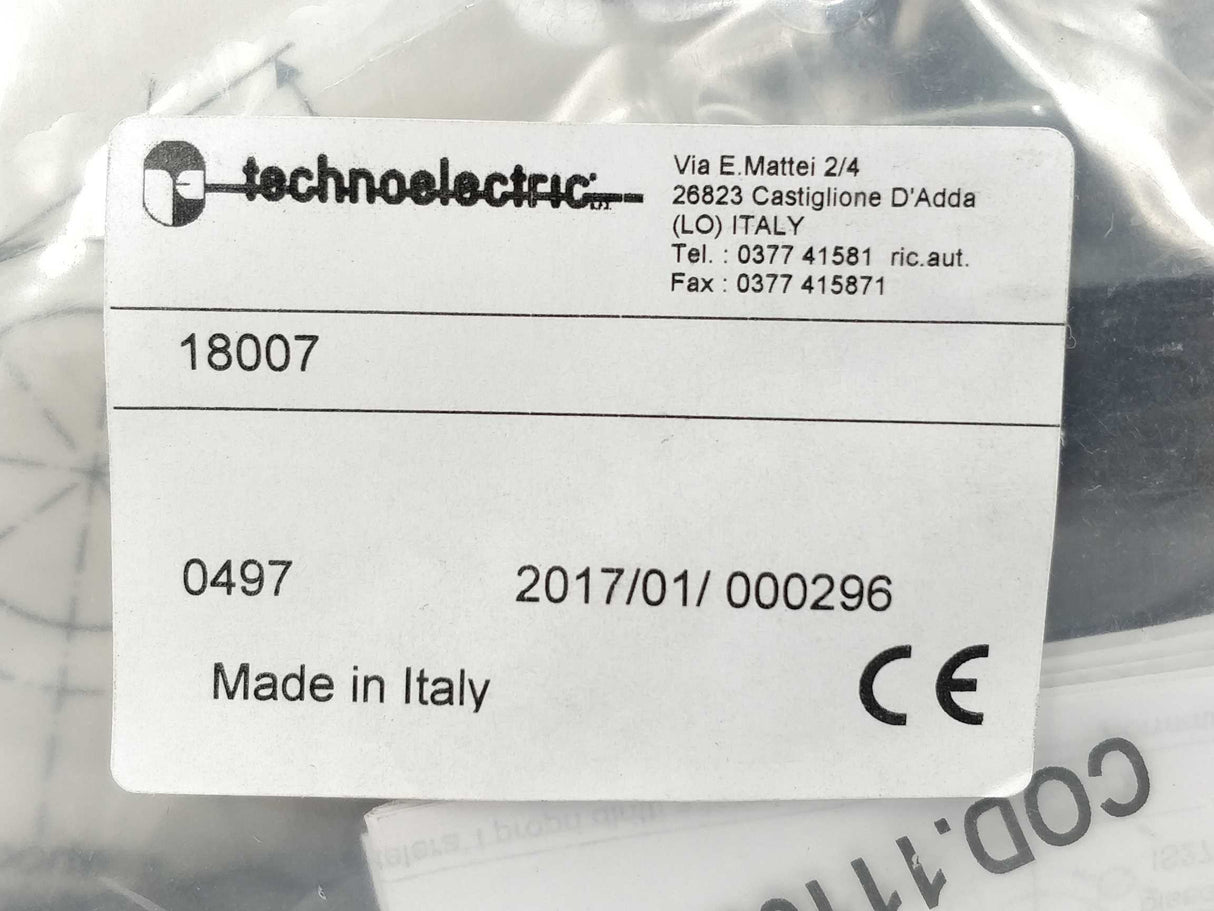 technoelectric
Via E.Mattei 2/4
26823 Castiglione D'Adda
(LO) ITALY
Tel. : 0377 41581 ric.aut.
Fax : 0377 415871
18007
0497 2017/01/ 000296
Made in Italy
CE
COD.111